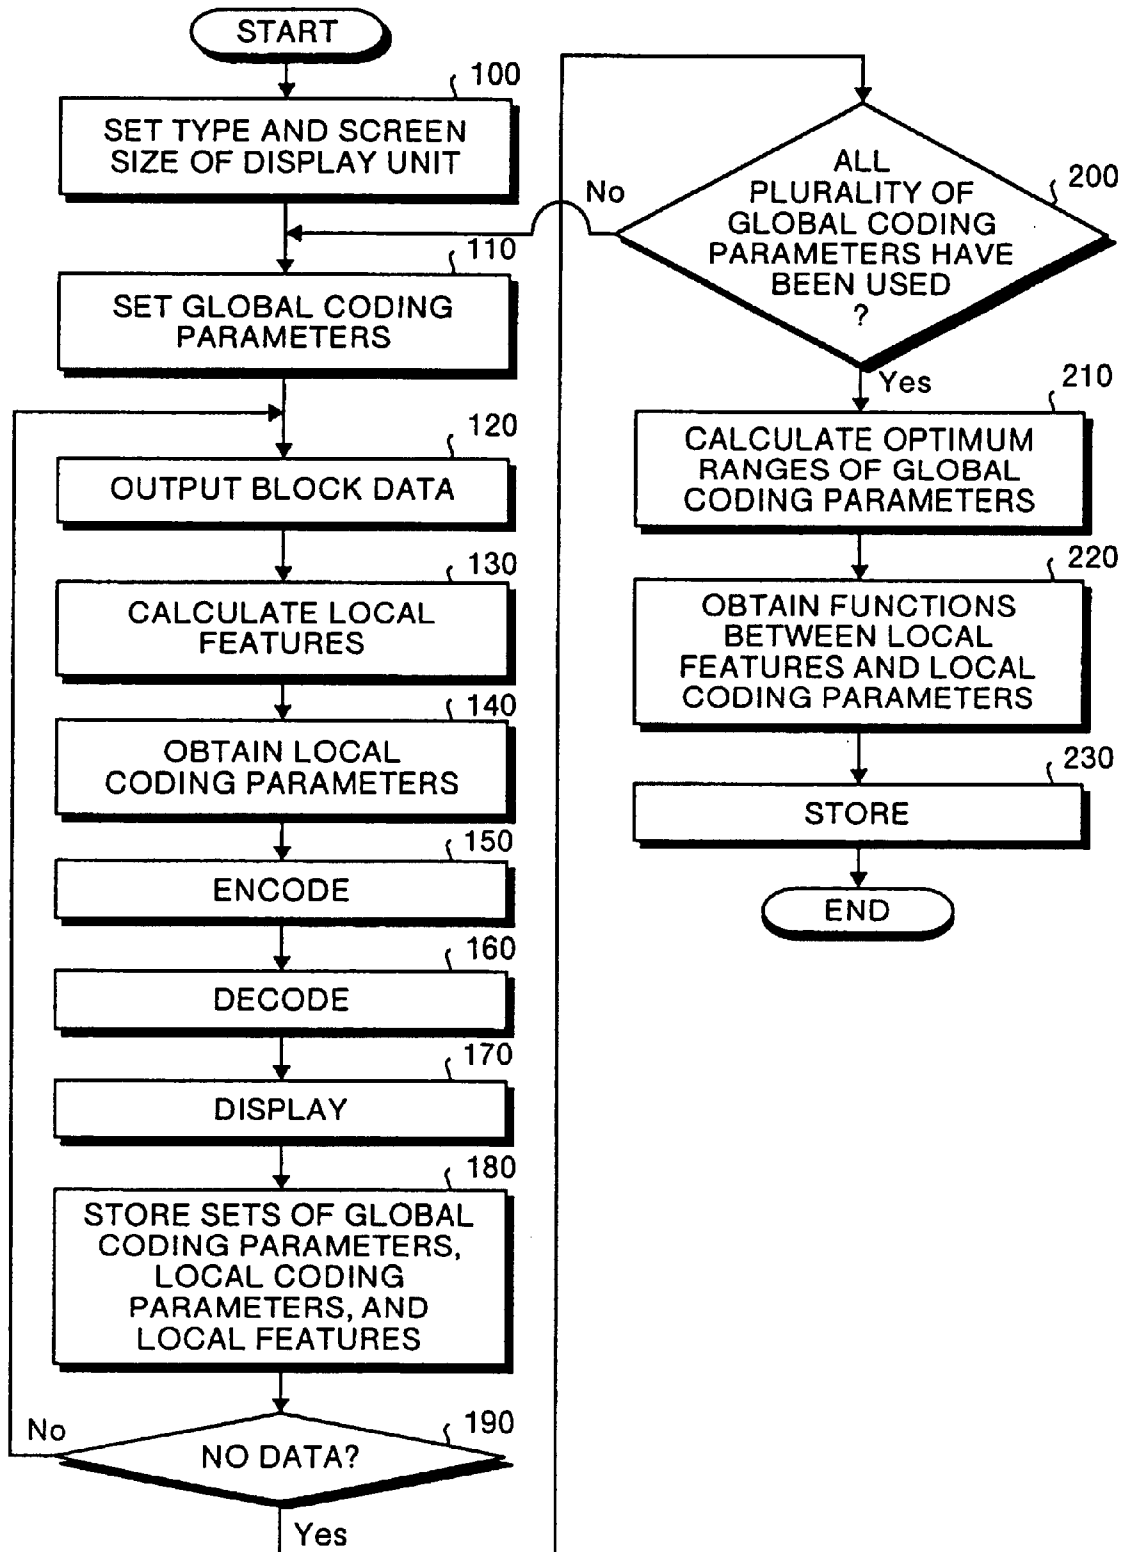 START
100
SET TYPE AND SCREEN
SIZE OF DISPLAY UNIT
110
SET GLOBAL CODING
PARAMETERS
120
OUTPUT BLOCK DATA
130
CALCULATE LOCAL
FEATURES
140
OBTAIN LOCAL
CODING PARAMETERS
150
ENCODE
160
DECODE
170
DISPLAY
180
STORE SETS OF GLOBAL
CODING PARAMETERS,
LOCAL CODING
PARAMETERS, AND
LOCAL FEATURES
190
NO DATA?
No
Yes
200
ALL
PLURALITY OF
GLOBAL CODING
PARAMETERS HAVE
BEEN USED
?
No
Yes
210
CALCULATE OPTIMUM
RANGES OF GLOBAL
CODING PARAMETERS
220
OBTAIN FUNCTIONS
BETWEEN LOCAL
FEATURES AND LOCAL
CODING PARAMETERS
230
STORE
END